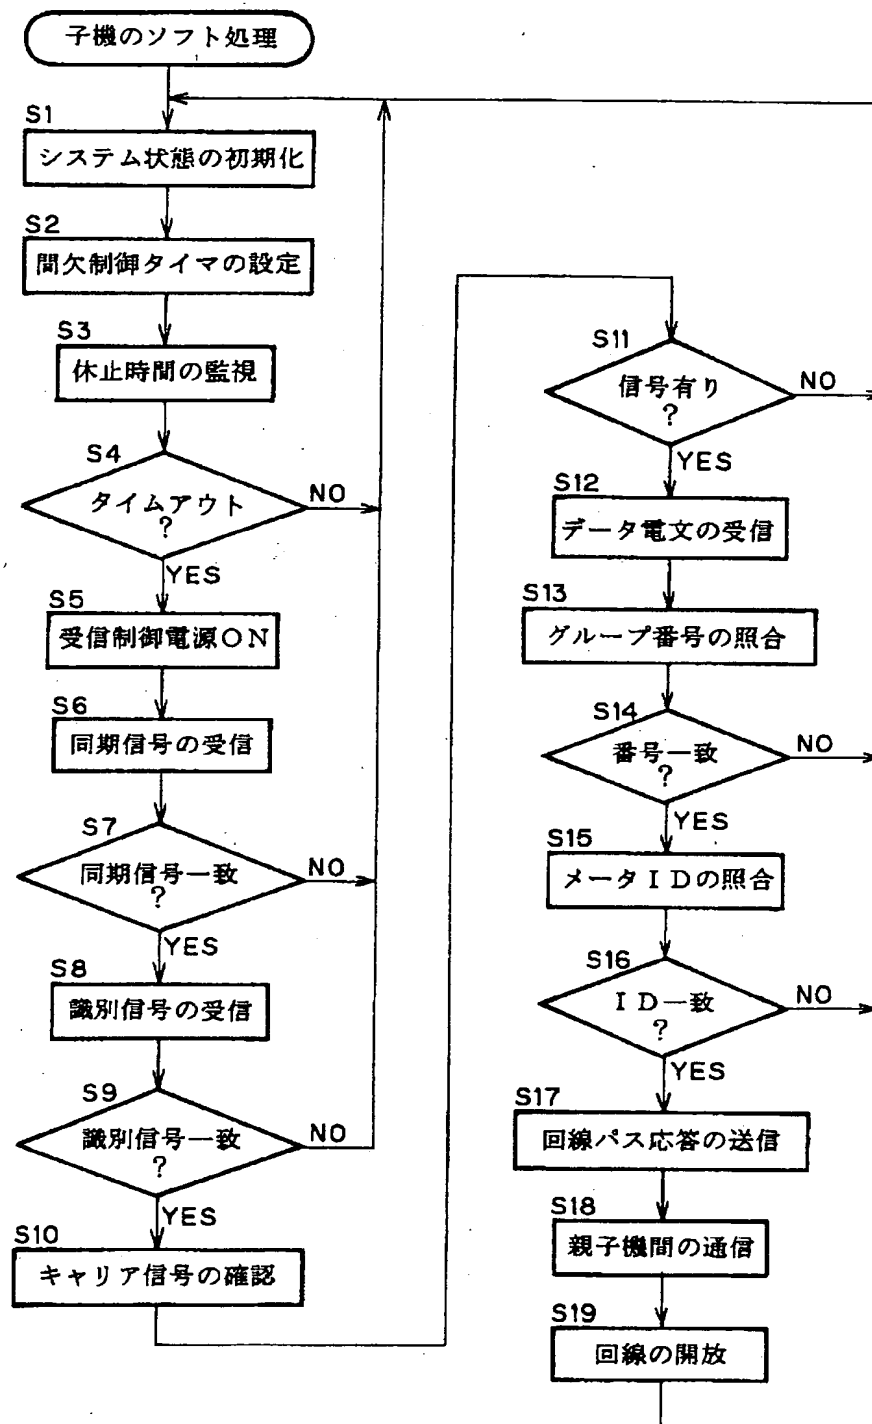 子機のソフト処理
S1
システム状態の初期化
S2
間欠制御タイマの設定
S3
休止時間の監視
S4
タイムアウト
?
NO
YES
S5
受信制御電源ON
S6
同期信号の受信
S7
同期信号一致
?
NO
YES
S8
識別信号の受信
S9
識別信号一致
?
NO
YES
S10
キャリア信号の確認
S11
信号有り
?
NO
YES
S12
データ電文の受信
S13
グループ番号の照合
S14
番号一致
?
NO
YES
S15
メータIDの照合
S16
ID一致
?
NO
YES
S17
回線パス応答の送信
S18
親子機間の通信
S19
回線の開放